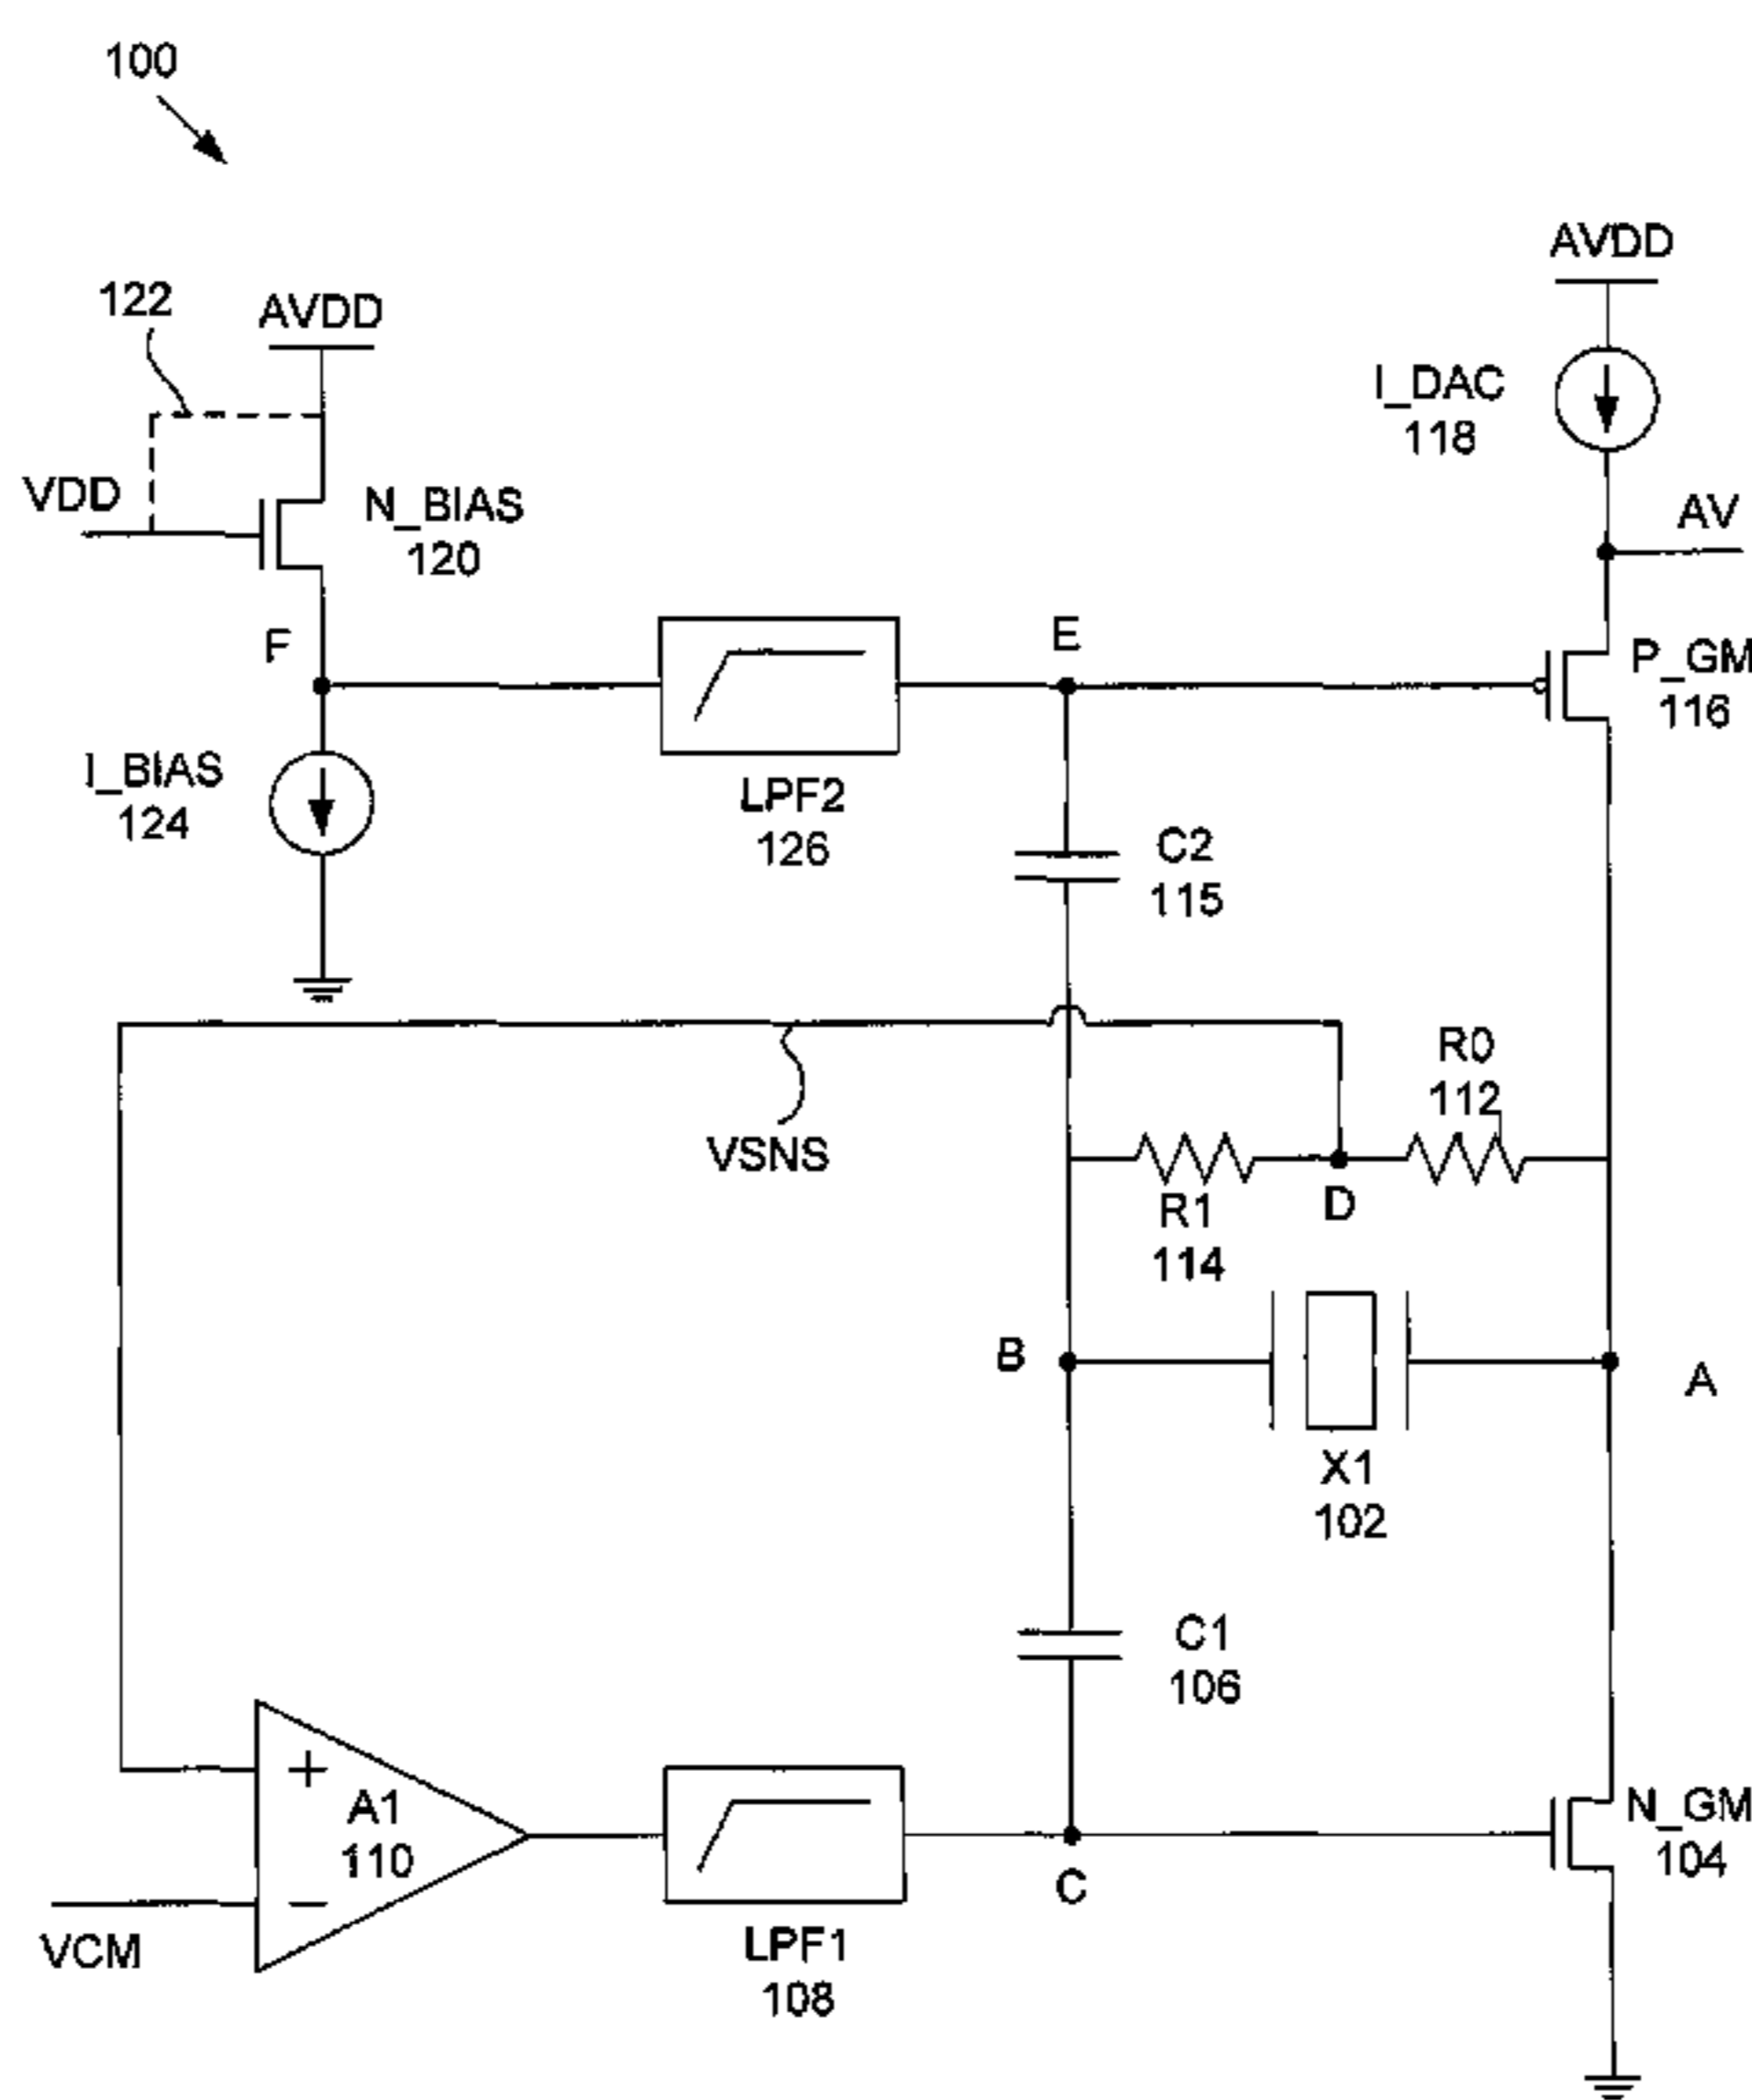 100
AVDD
122
AVDD
I_DAC
118
VDD
N_BIAS
120
AV
F
E
P_GM
116
I_BIAS
124
LPF2
126
C2
115
R0
112
VSNS
R1
114
D
B
A
X1
102
C1
106
+
A1
110
−
N_GM
104
C
VCM
LPF1
108